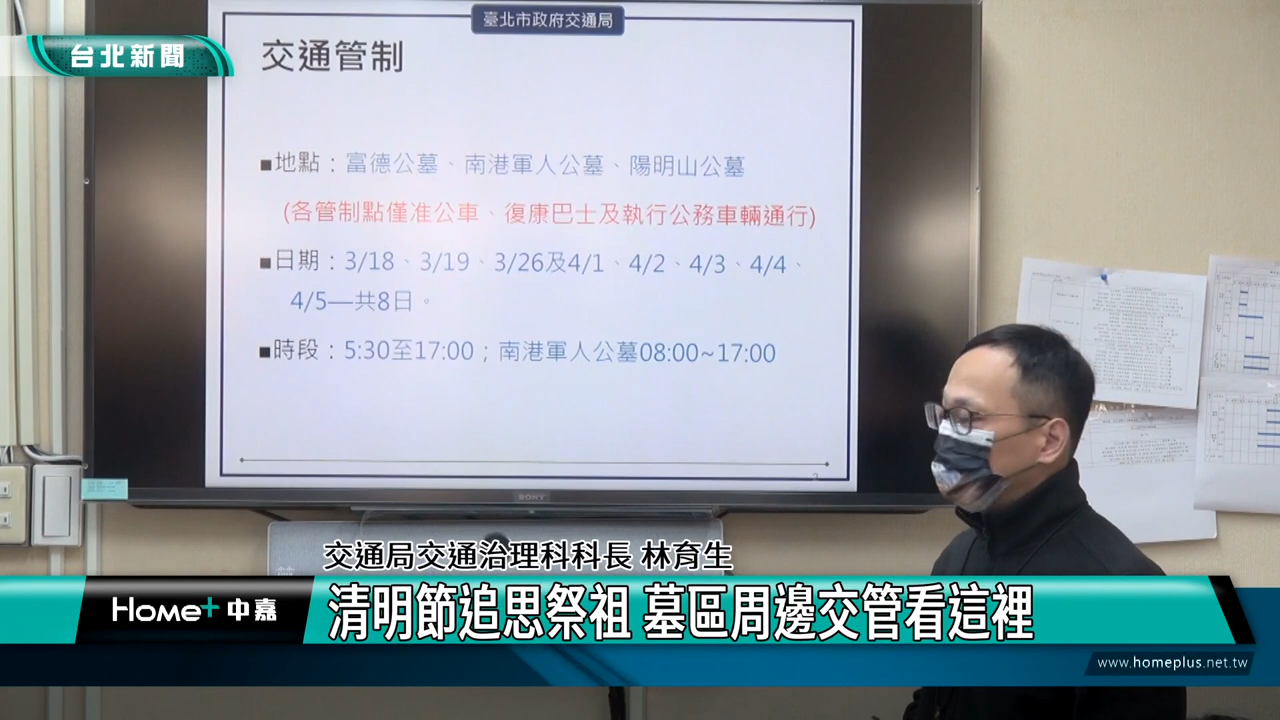 臺北市政府交通局
台北新聞
交通管制
■地點：富德公墓、南港軍人公墓、陽明山公墓
(各管制點僅准公車、復康巴士及執行公務車輛通行)
■日期：3/18、3/19、3/26及4/1、4/2、4/3、4/4、
4/5—共8日。
■時段：5:30至17:00；南港軍人公墓08:00~17:00
SONY
交通局交通治理科科長 林育生
Home+ 中嘉
清明節追思祭祖 墓區周邊交管看這裡
www.homeplus.net.tw